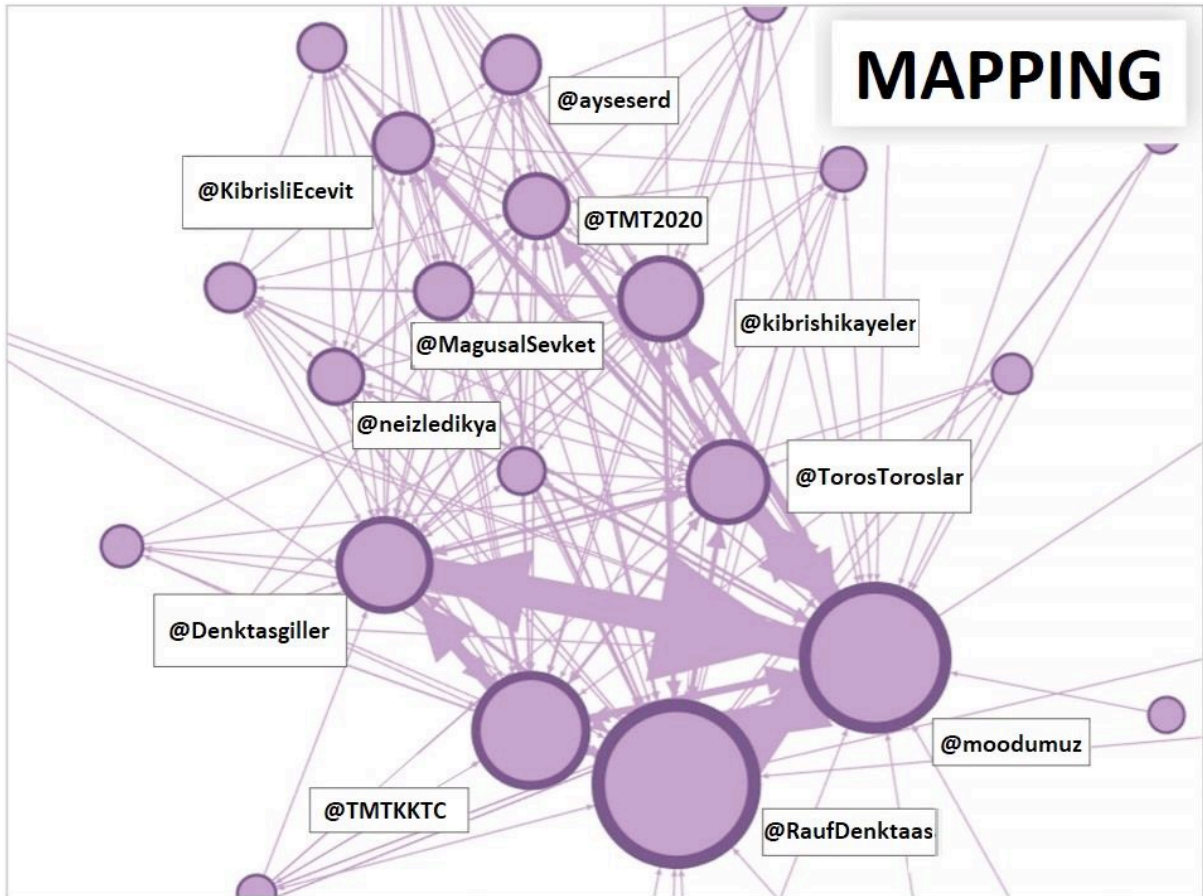 MAPPING
@ayseserd
@KibrisliEcevit
@TMT2020
@kibrishikayeler
@MagusalSevket
@neizledikya
@TorosToroslar
@Denktasgiller
@moodumuz
@TMTKKTC
@RaufDenktaas